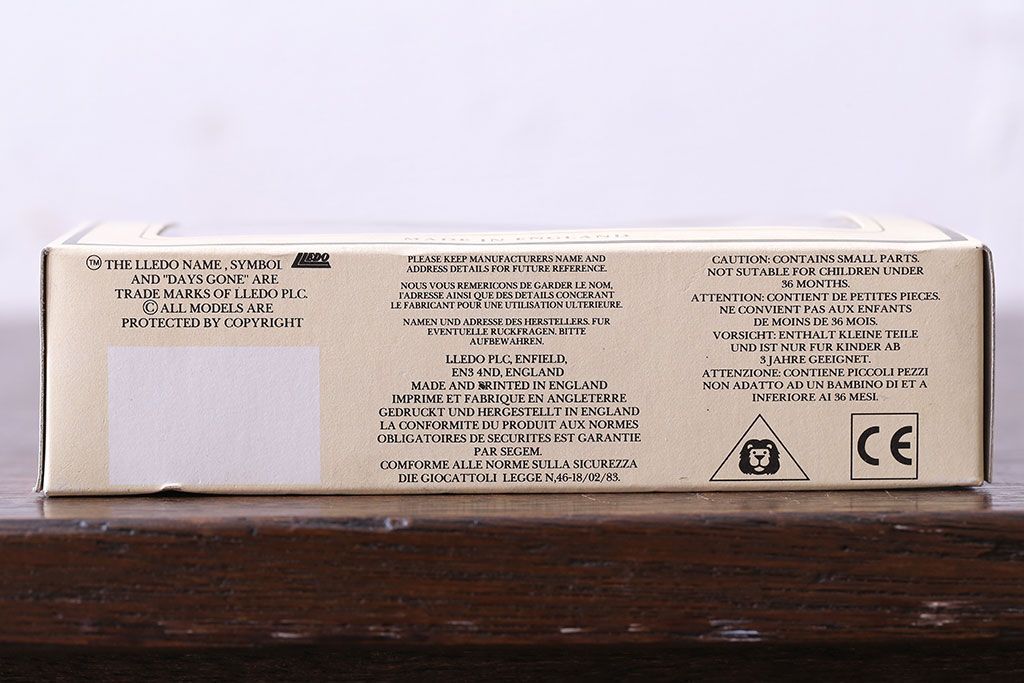 MADE IN ENGLAND
™ THE LLEDO NAME , SYMBOL LLEDO
AND "DAYS GONE" ARE
TRADE MARKS OF LLEDO PLC.
© ALL MODELS ARE
PROTECTED BY COPYRIGHT
PLEASE KEEP MANUFACTURERS NAME AND
ADDRESS DETAILS FOR FUTURE REFERENCE.
NOUS VOUS REMERICONS DE GARDER LE NOM,
I'ADRESSE AINSI QUE DES DETAILS CONCERANT
LE FABRICANT POUR UNE UTILISATION ULTERIEURE.
NAMEN UND ADRESSE DES HERSTELLERS. FUR
EVENTUELLE RUCKFRAGEN. BITTE
AUFBEWAHREN.
LLEDO PLC, ENFIELD,
EN3 4ND, ENGLAND
MADE AND PRINTED IN ENGLAND
IMPRIME ET FABRIQUE EN ANGLETERRE
GEDRUCKT UND HERGESTELLT IN ENGLAND
LA CONFORMITE DU PRODUIT AUX NORMES
OBLIGATOIRES DE SECURITES EST GARANTIE
PAR SEGEM.
COMFORME ALLE NORME SULLA SICUREZZA
DIE GIOCATTOLI LEGGE N,46-18/02/83.
CAUTION: CONTAINS SMALL PARTS.
NOT SUTABLE FOR CHILDREN UNDER
36 MONTHS.
ATTENTION: CONTIENT DE PETITES PIECES.
NE CONVIENT PAS AUX ENFANTS
DE MOINS DE 36 MOIS.
VORSICHT: ENTHALT KLEINE TEILE
UND IST NUR FUR KINDER AB
3 JAHRE GEEIGNET.
ATTENZIONE: CONTIENE PICCOLI PEZZI
NON ADATTO AD UN BAMBINO DI ET A
INFERIORE AI 36 MESI.
CE